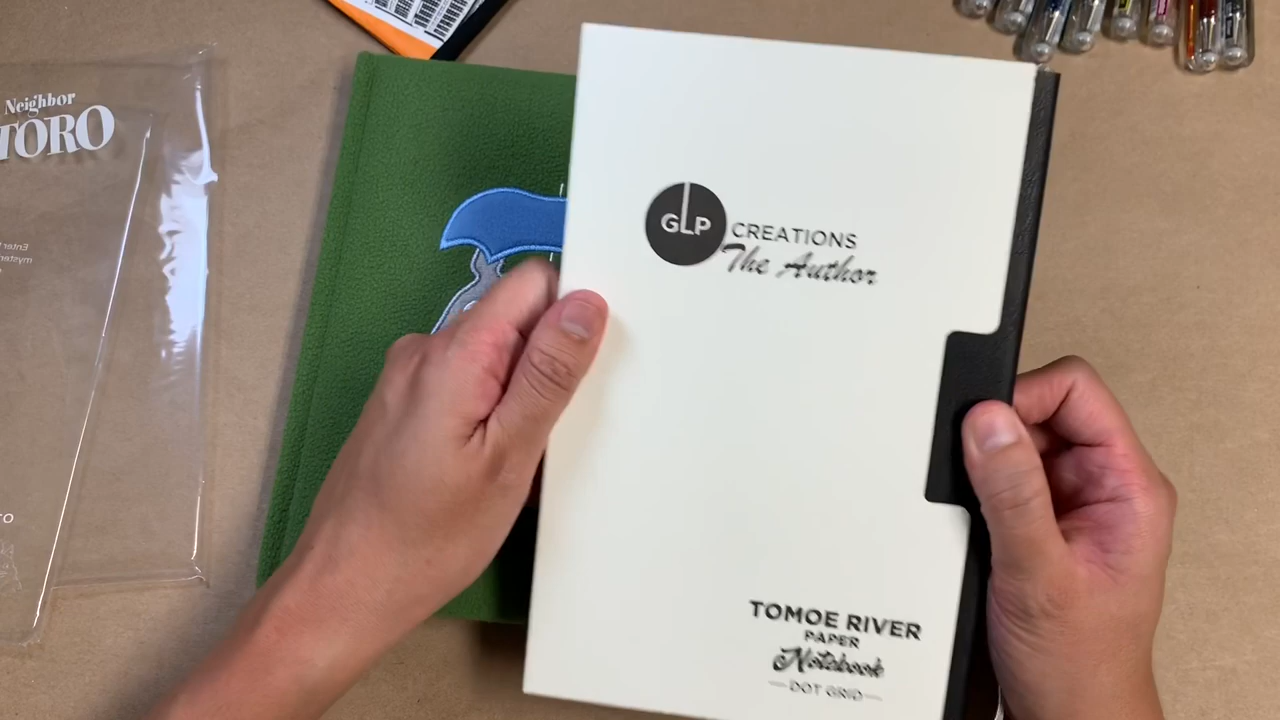 Neighbor
TORO
GLP
CREATIONS
The Author
TOMOE RIVER
PAPER
Notebook
DOT GRID